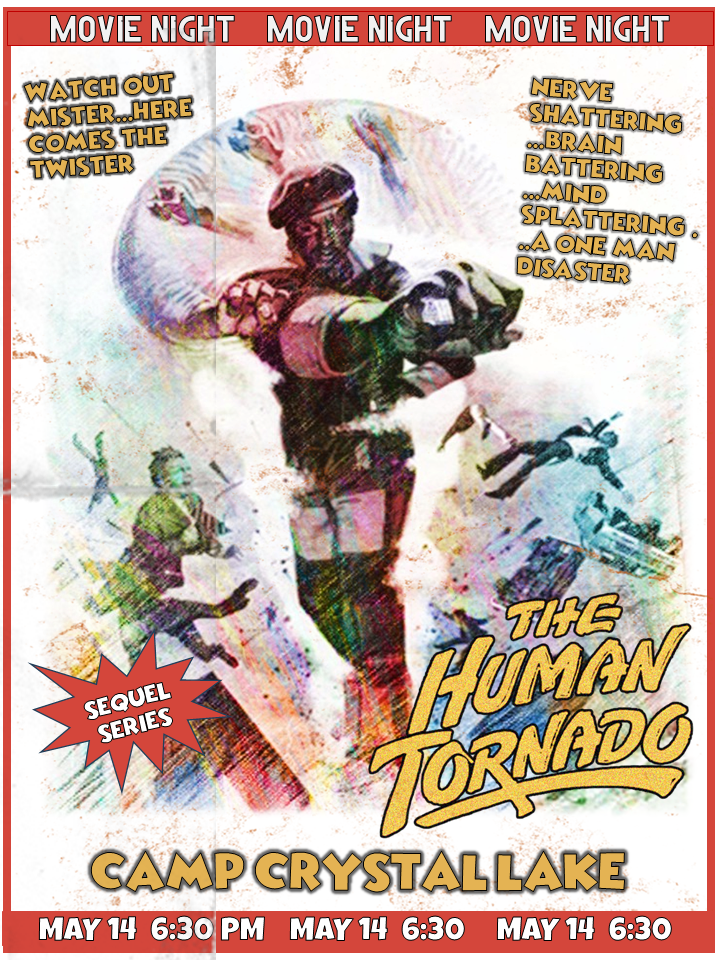 MOVIE NIGHT MOVIE NIGHT MOVIE NIGHT
WATCH OUT
MISTER...HERE
COMES THE
TWISTER
NERVE
SHATTERING
...BRAIN
BATTERING
...MIND
SPLATTERING .
..A ONE MAN
DISASTER
SEQUEL
SERIES
THE
HUMAN
TORNADO
CAMP CRYSTAL LAKE
MAY 14 6:30 PM MAY 14 6:30 MAY 14 6:30